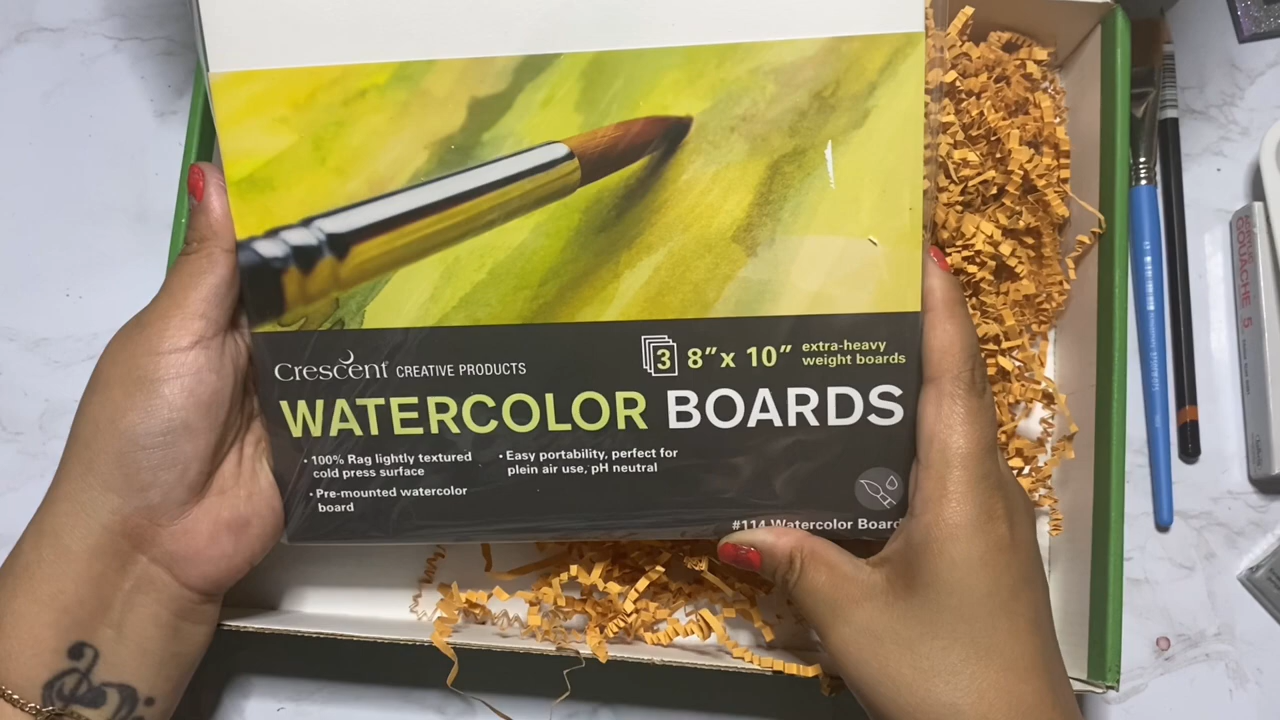 Crescent CREATIVE PRODUCTS
3 8” x 10” extra-heavy
weight boards
WATERCOLOR BOARDS
• 100% Rag lightly textured
cold press surface
• Pre-mounted watercolor
board
• Easy portability, perfect for
plein air use, pH neutral
#114 Watercolor Board
GOUACHE 5